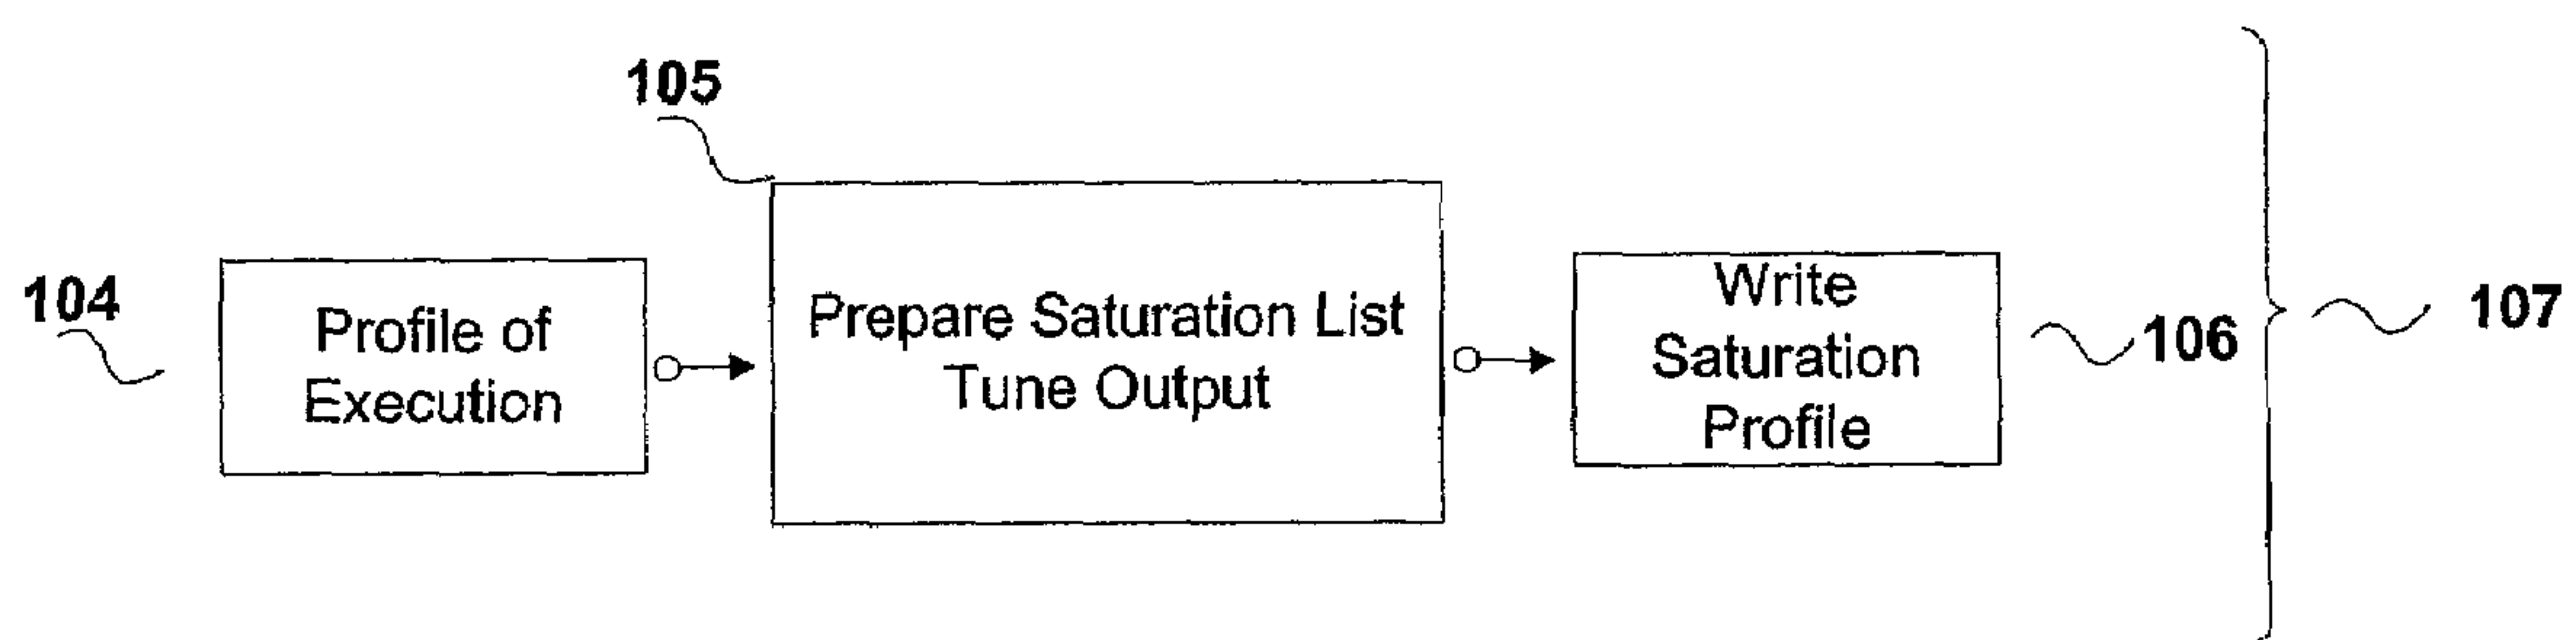 105
104
Profile of
Execution
Prepare Saturation List
Tune Output
Write
Saturation
Profile
106
107